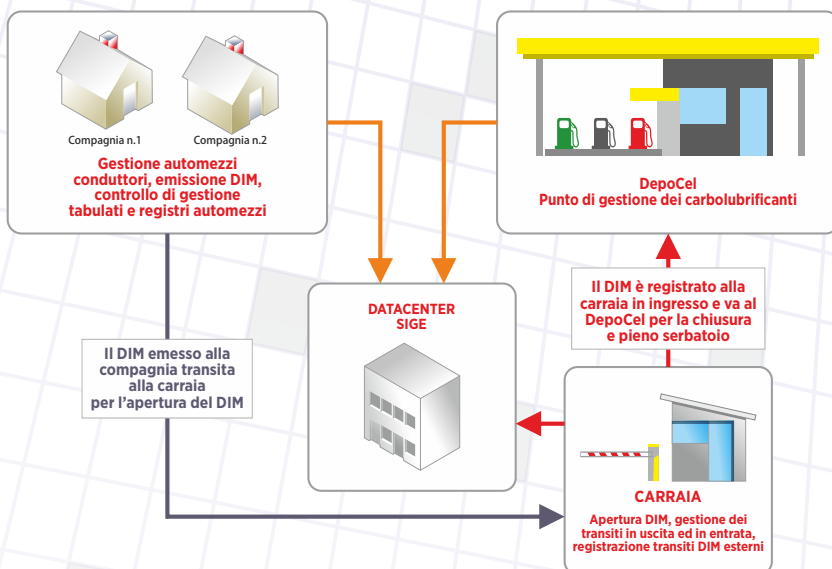 Compagnia n.1
Compagnia n.2
Gestione automezzi
conduttori, emissione DIM,
controllo di gestione
tabulati e registri automezzi
DepoCel
Punto di gestione dei carbolubrificanti
DATACENTER
SIGE
Il DIM è registrato alla
carraia in ingresso e va al
DepoCel per la chiusura
e pieno serbatoio
Il DIM emesso alla
compagnia transita
alla carraia
per l'apertura del DIM
CARRAIA
Apertura DIM, gestione dei
transiti in uscita ed in entrata,
registrazione transiti DIM esterni